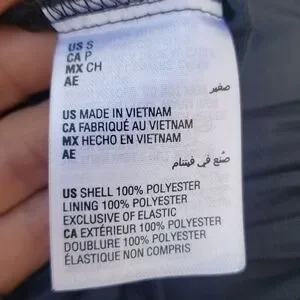 US S
CA P
MX CH
AE
صغير
US MADE IN VIETNAM
CA FABRIQUÉ AU VIETNAM
MX HECHO EN VIETNAM
AE
صُنع في فيتنام
US SHELL 100% POLYESTER
LINING 100% POLYESTER
EXCLUSIVE OF ELASTIC
CA EXTÉRIEUR 100% POLYESTER
DOUBLURE 100% POLYESTER
ÉLASTIQUE NON COMPRIS